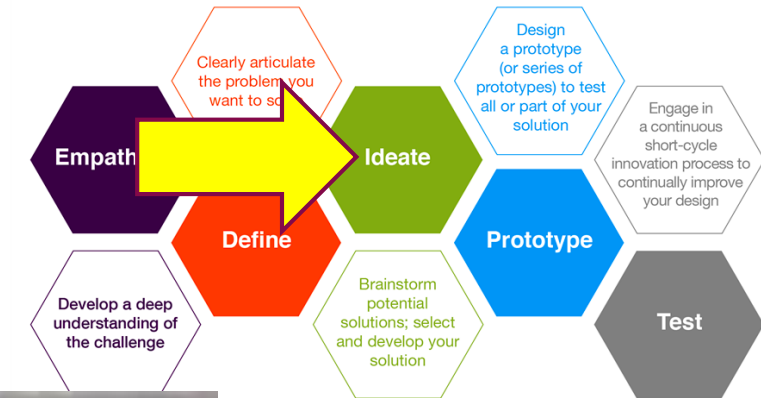 Clearly articulate
the problem you
want to
Empath
Define
Ideate
Design
a prototype
(or series of
prototypes) to test
all or part of your
solution
Prototype
Engage in
a continuous
short-cycle
innovation process to
continually improve
your design
Test
Develop a deep
understanding of
the challenge
Brainstorm
potential
solutions; select
and develop your
solution